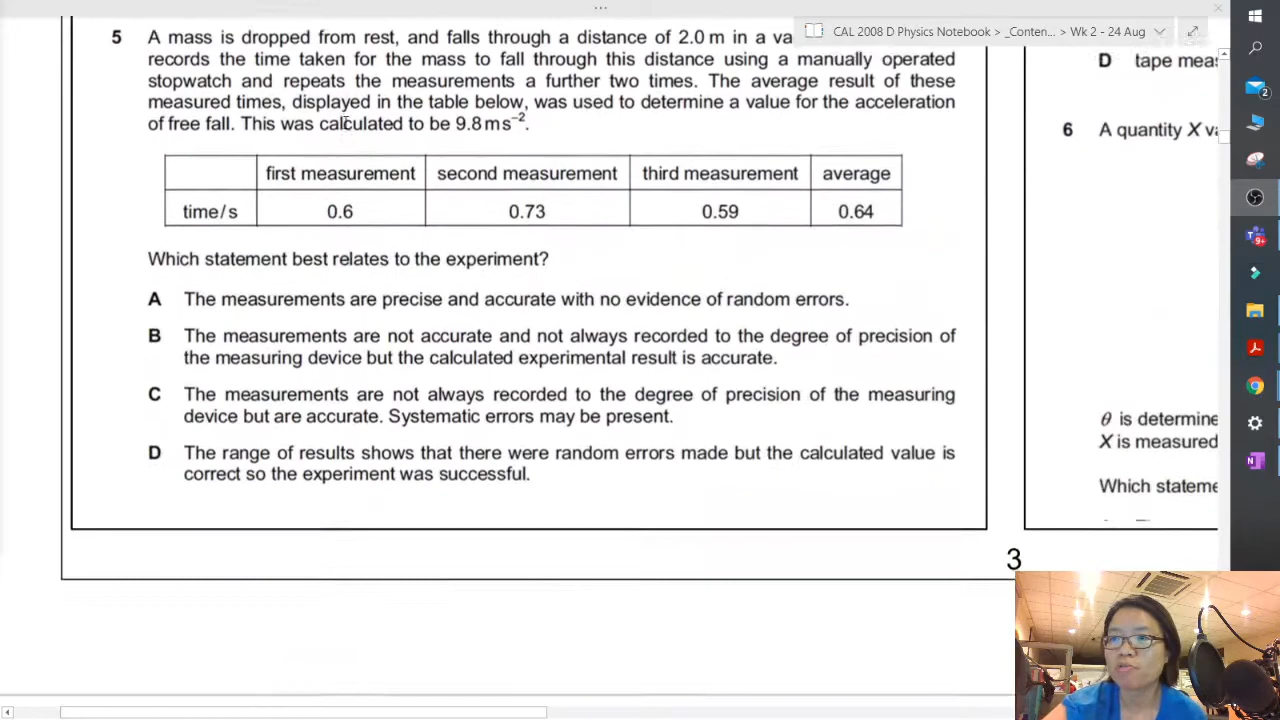 ...
CAL 2008 D Physics Notebook > _Conten... > Wk 2 - 24 Aug
5 A mass is dropped from rest, and falls through a distance of 2.0 m in a
records the time taken for the mass to fall through this distance using a manually operated
stopwatch and repeats the measurements a further two times. The average result of these
measured times, displayed in the table below, was used to determine a value for the acceleration
of free fall. This was calculated to be 9.8 m s⁻².
first measurement second measurement third measurement average
time/s 0.6 0.73 0.59 0.64
Which statement best relates to the experiment?
A The measurements are precise and accurate with no evidence of random errors.
B The measurements are not accurate and not always recorded to the degree of precision of
the measuring device but the calculated experimental result is accurate.
C The measurements are not always recorded to the degree of precision of the measuring
device but are accurate. Systematic errors may be present.
D The range of results shows that there were random errors made but the calculated value is
correct so the experiment was successful.
3
D tape
6 A quantity X
θ is
X is measured
Which
2
9+